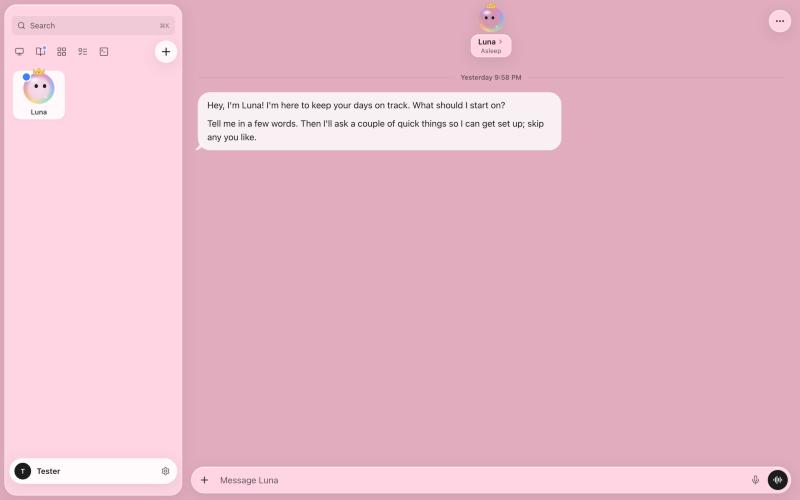 Search
⌘K
Luna
Tester
T
Luna
Asleep
Yesterday 9:58 PM
Hey, I'm Luna! I'm here to keep your days on track. What should I start on?
Tell me in a few words. Then I'll ask a couple of quick things so I can get set up; skip
any you like.
Message Luna